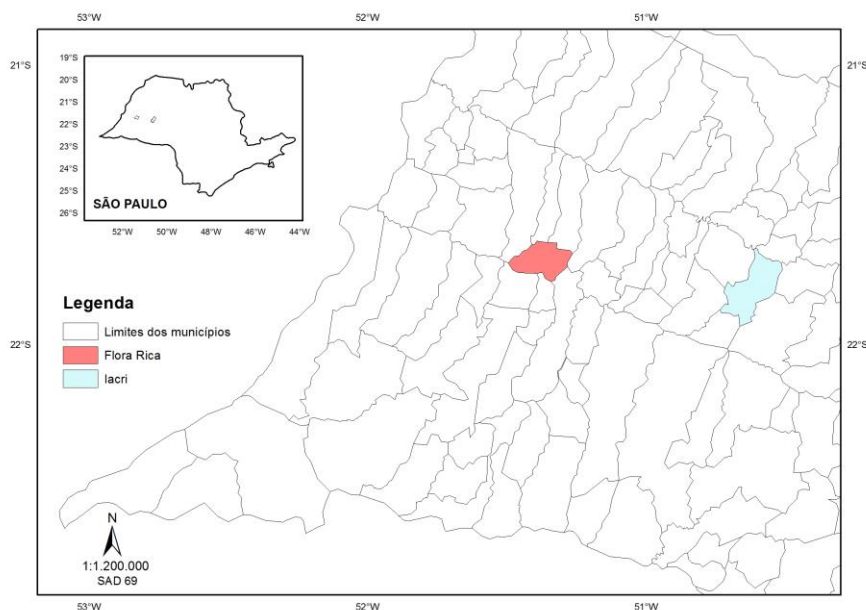 53°W 52°W 51°W
21°S 21°S
19°S
20°S
21°S
22°S
23°S
24°S
25°S
26°S
SÃO PAULO
52°W 50°W 48°W 46°W 44°W
Legenda
Limites dos municípios
Flora Rica
Iacri
22°S 22°S
N
1:1.200.000
SAD 69
53°W 52°W 51°W